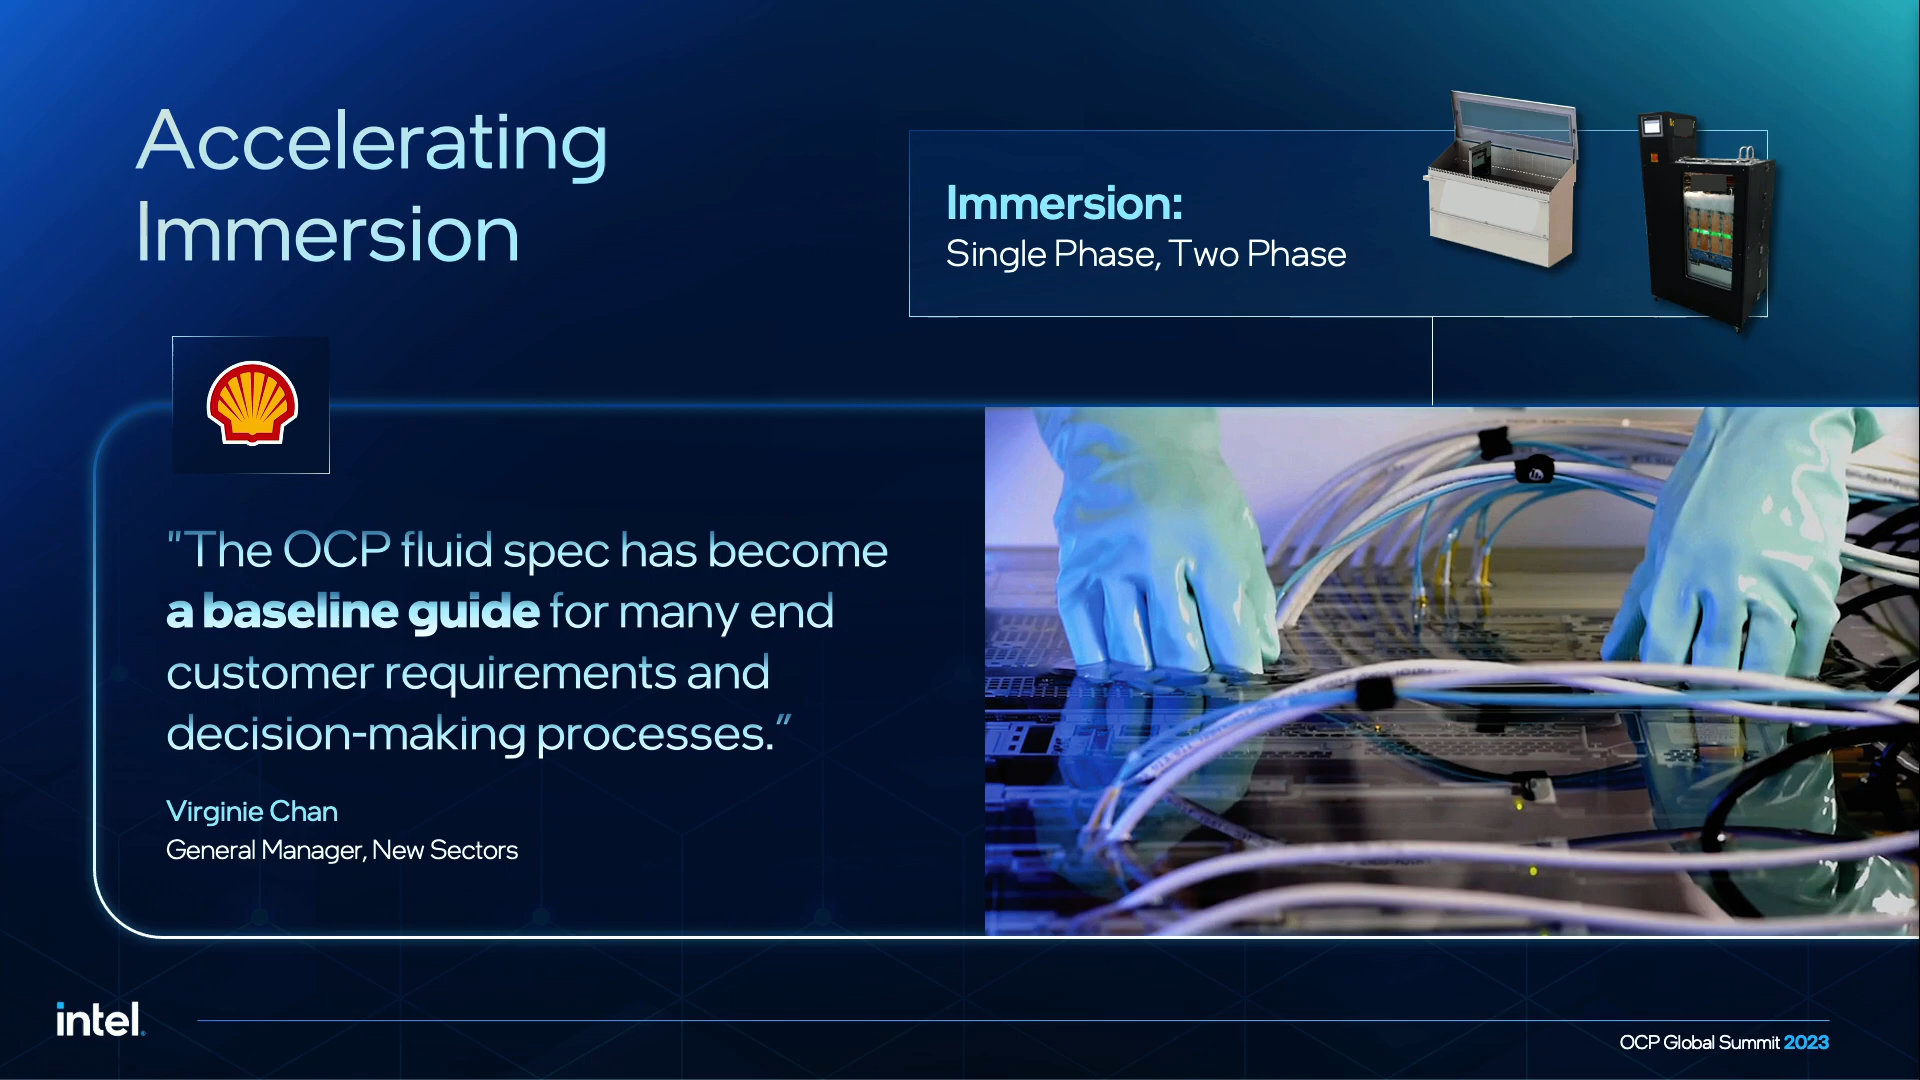 Accelerating
Immersion
Immersion:
Single Phase, Two Phase
"The OCP fluid spec has become
a baseline guide for many end
customer requirements and
decision-making processes.”
Virginie Chan
General Manager, New Sectors
intel.
OCP Global Summit 2023